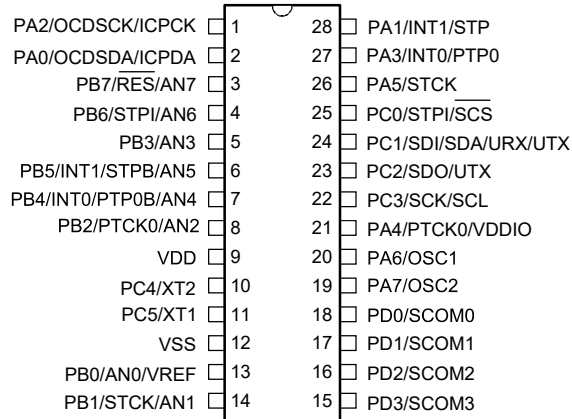 PA2/OCDSCK/ICPCK 1 28 PA1/INT1/STP
PA0/OCDSDA/ICPDA 2 27 PA3/INT0/PTP0
PB7/RES/AN7 3 26 PA5/STCK
PB6/STPI/AN6 4 25 PC0/STPI/SCS
PB3/AN3 5 24 PC1/SDI/SDA/URX/UTX
PB5/INT1/STPB/AN5 6 23 PC2/SDO/UTX
PB4/INT0/PTP0B/AN4 7 22 PC3/SCK/SCL
PB2/PTCK0/AN2 8 21 PA4/PTCK0/VDDIO
VDD 9 20 PA6/OSC1
PC4/XT2 10 19 PA7/OSC2
PC5/XT1 11 18 PD0/SCOM0
VSS 12 17 PD1/SCOM1
PB0/AN0/VREF 13 16 PD2/SCOM2
PB1/STCK/AN1 14 15 PD3/SCOM3